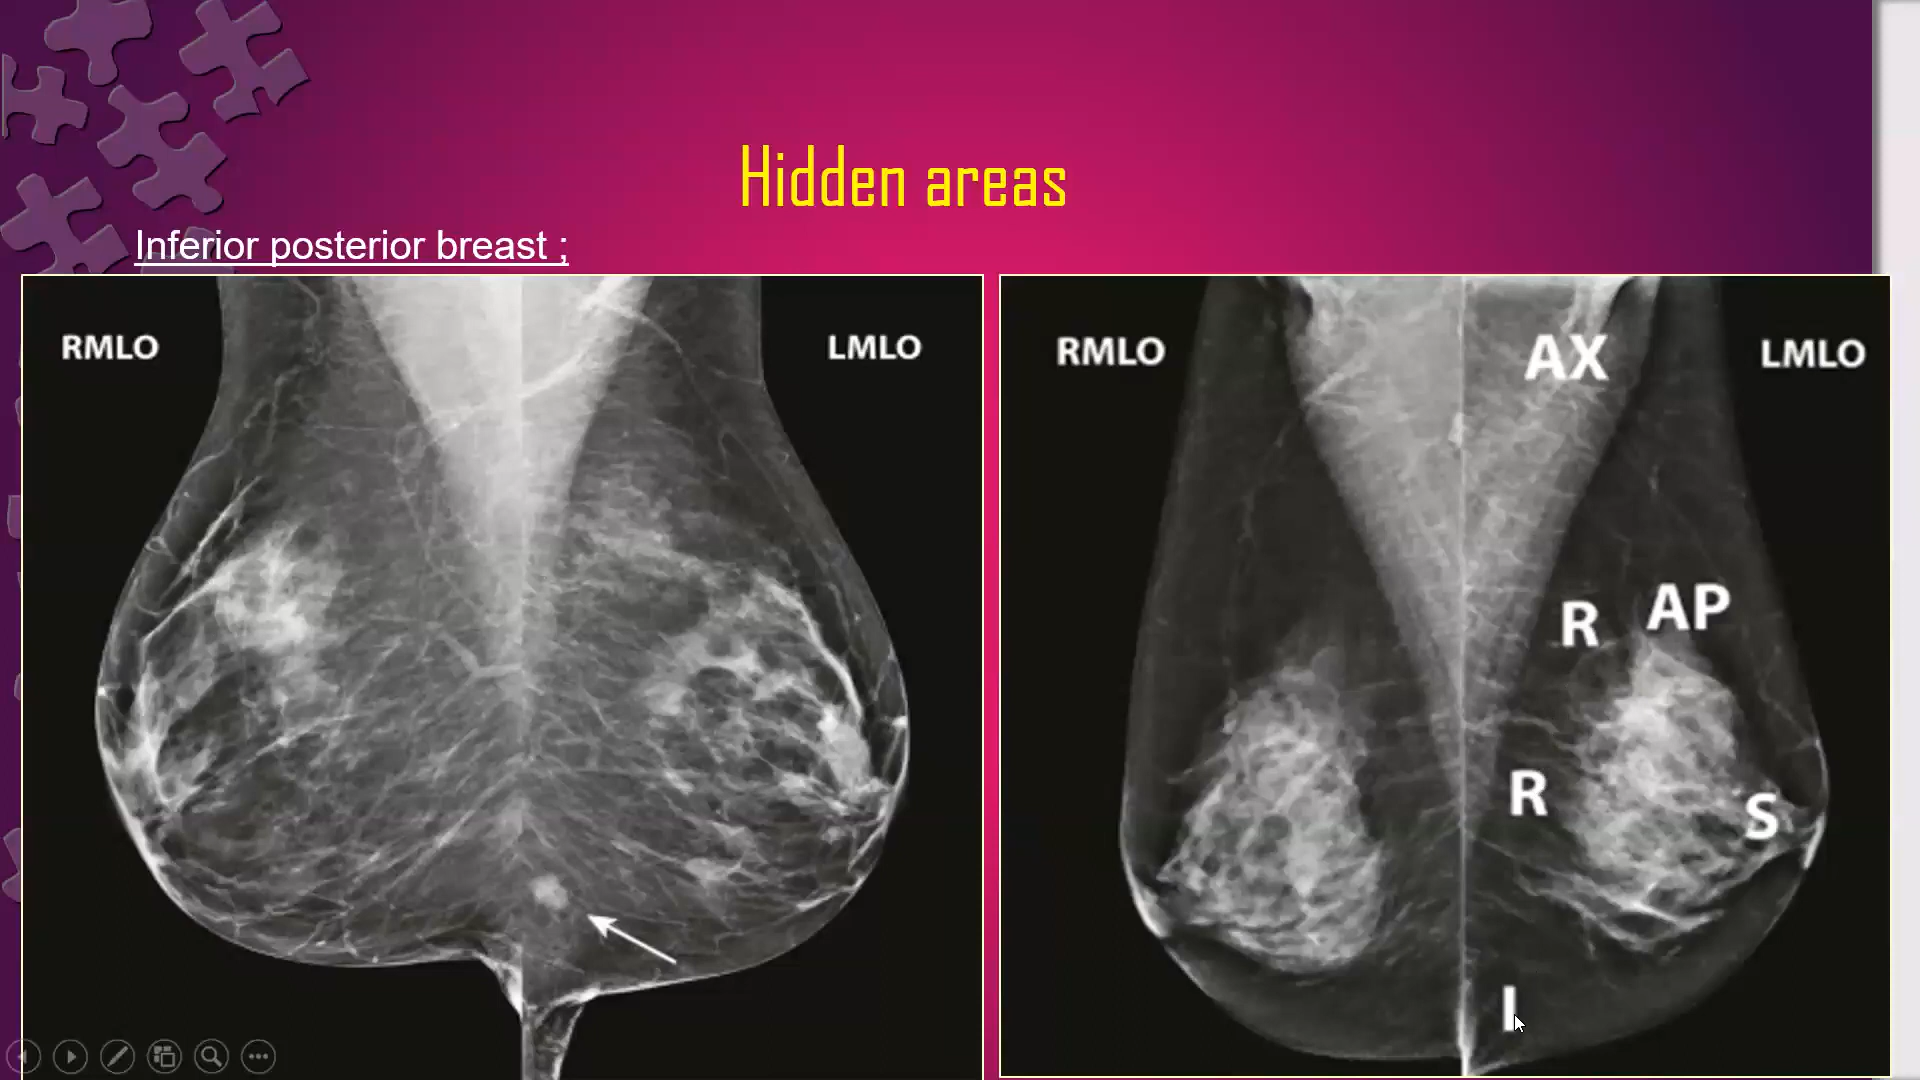 Hidden areas
Inferior posterior breast ;
RMLO
LMLO
RMLO
AX
LMLO
R
AP
R
S
I